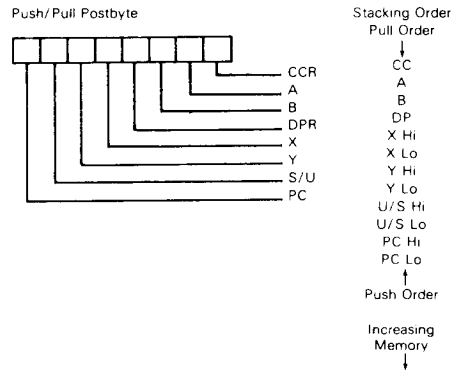 Push/Pull Postbyte
CCR
A
B
DPR
X
Y
S/U
PC
Stacking Order
Pull Order
CC
A
B
DP
X Hi
X Lo
Y Hi
Y Lo
U/S Hi
U/S Lo
PC Hi
PC Lo
Push Order
Increasing
Memory